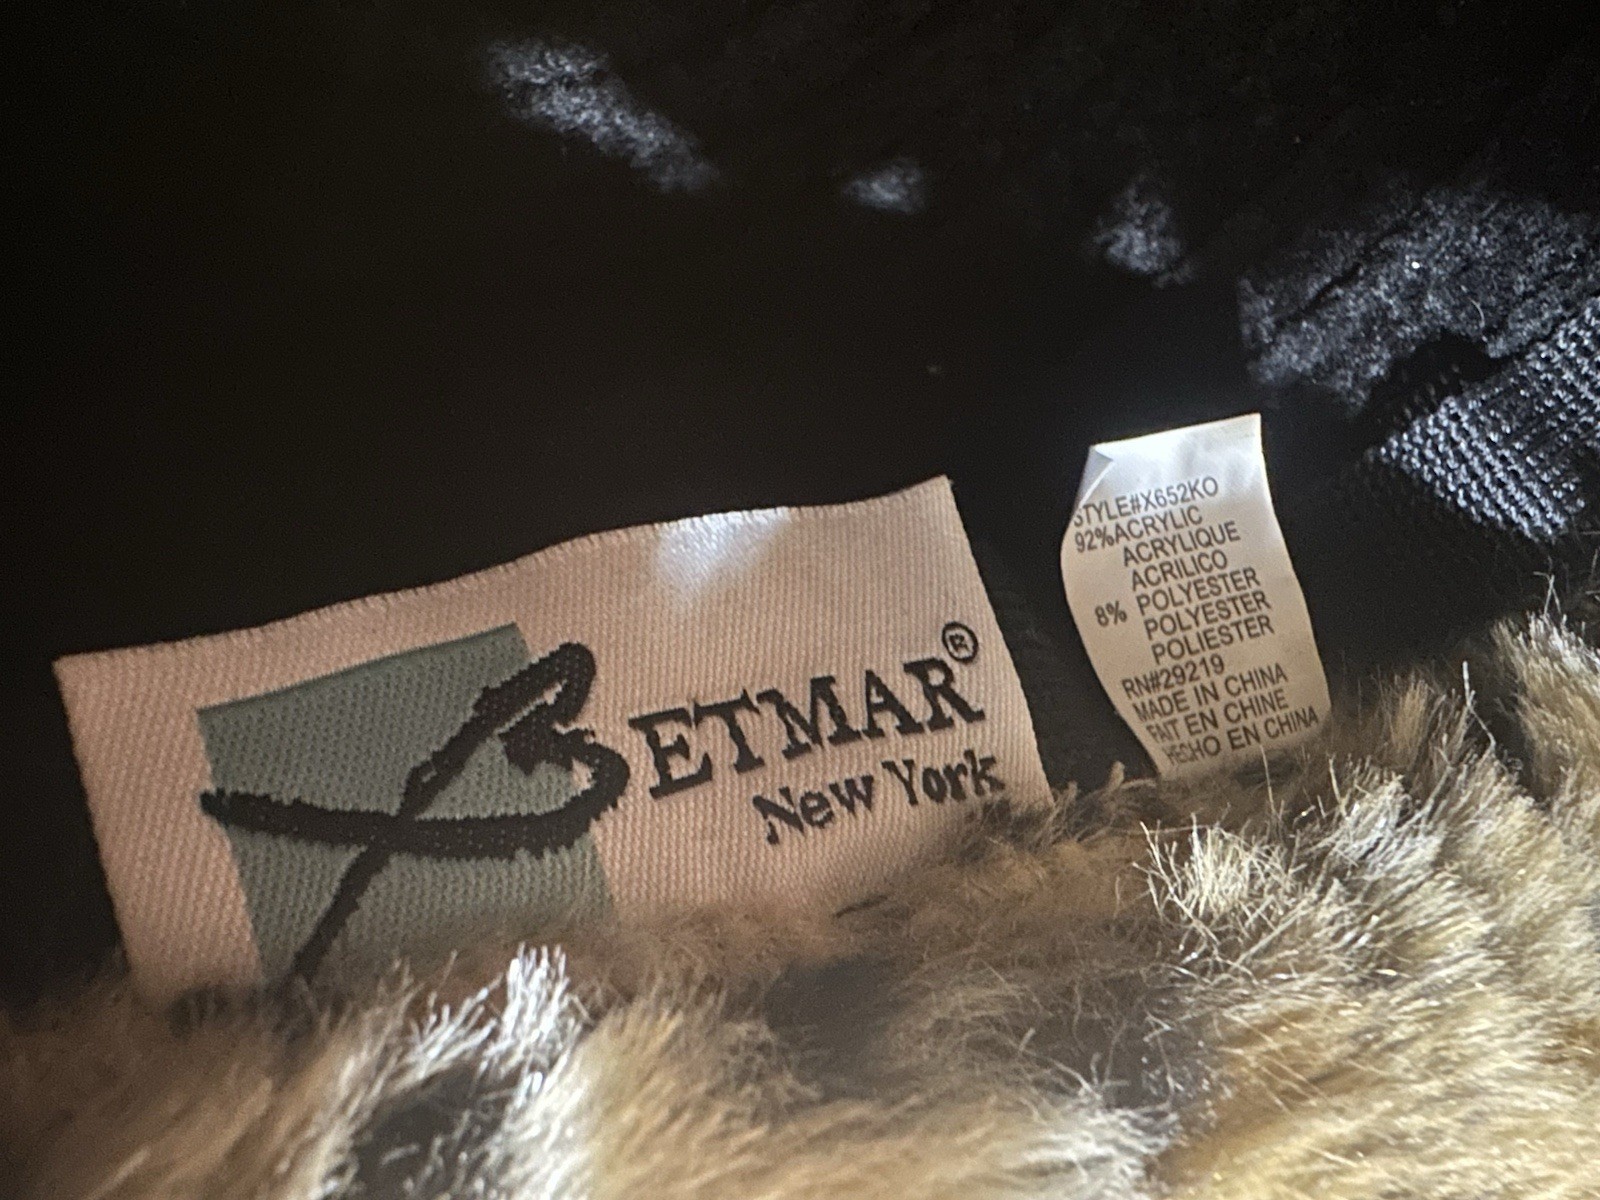 BETMAR®
New York
STYLE#X652KO
92%ACRYLIC
ACRYLIQUE
ACRILICO
8% POLYESTER
POLYESTER
POLIESTER
RN#29219
MADE IN CHINA
FAIT EN CHINE
HECHO EN CHINA